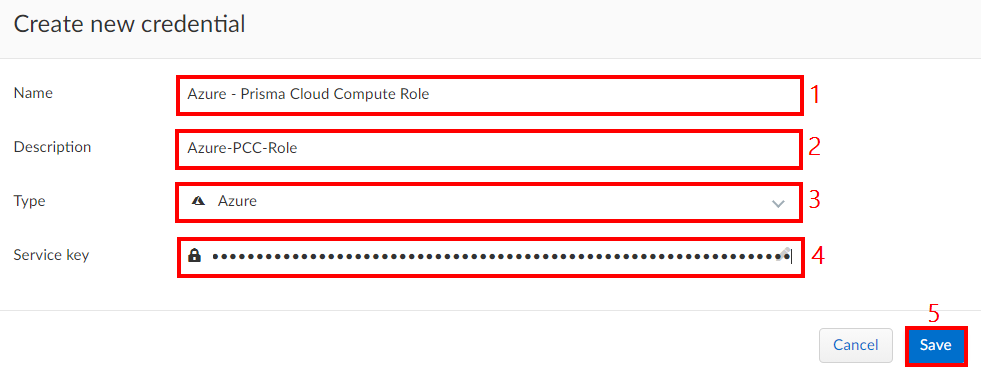 Create new credential
Name Azure - Prisma Cloud Compute Role 1
Description Azure-PCC-Role 2
Type Azure 3
Service key •••••••••••••••••••••••••••••••••••••••••••••••••••••••••••••••••••••••• 4
5
Cancel Save